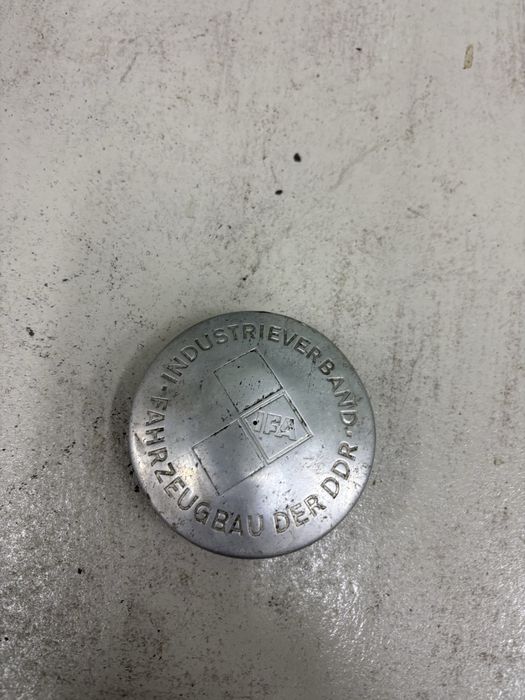 ·INDUSTRIEVERBAND·
FAHRZEUGBAU DER DDR
IFA